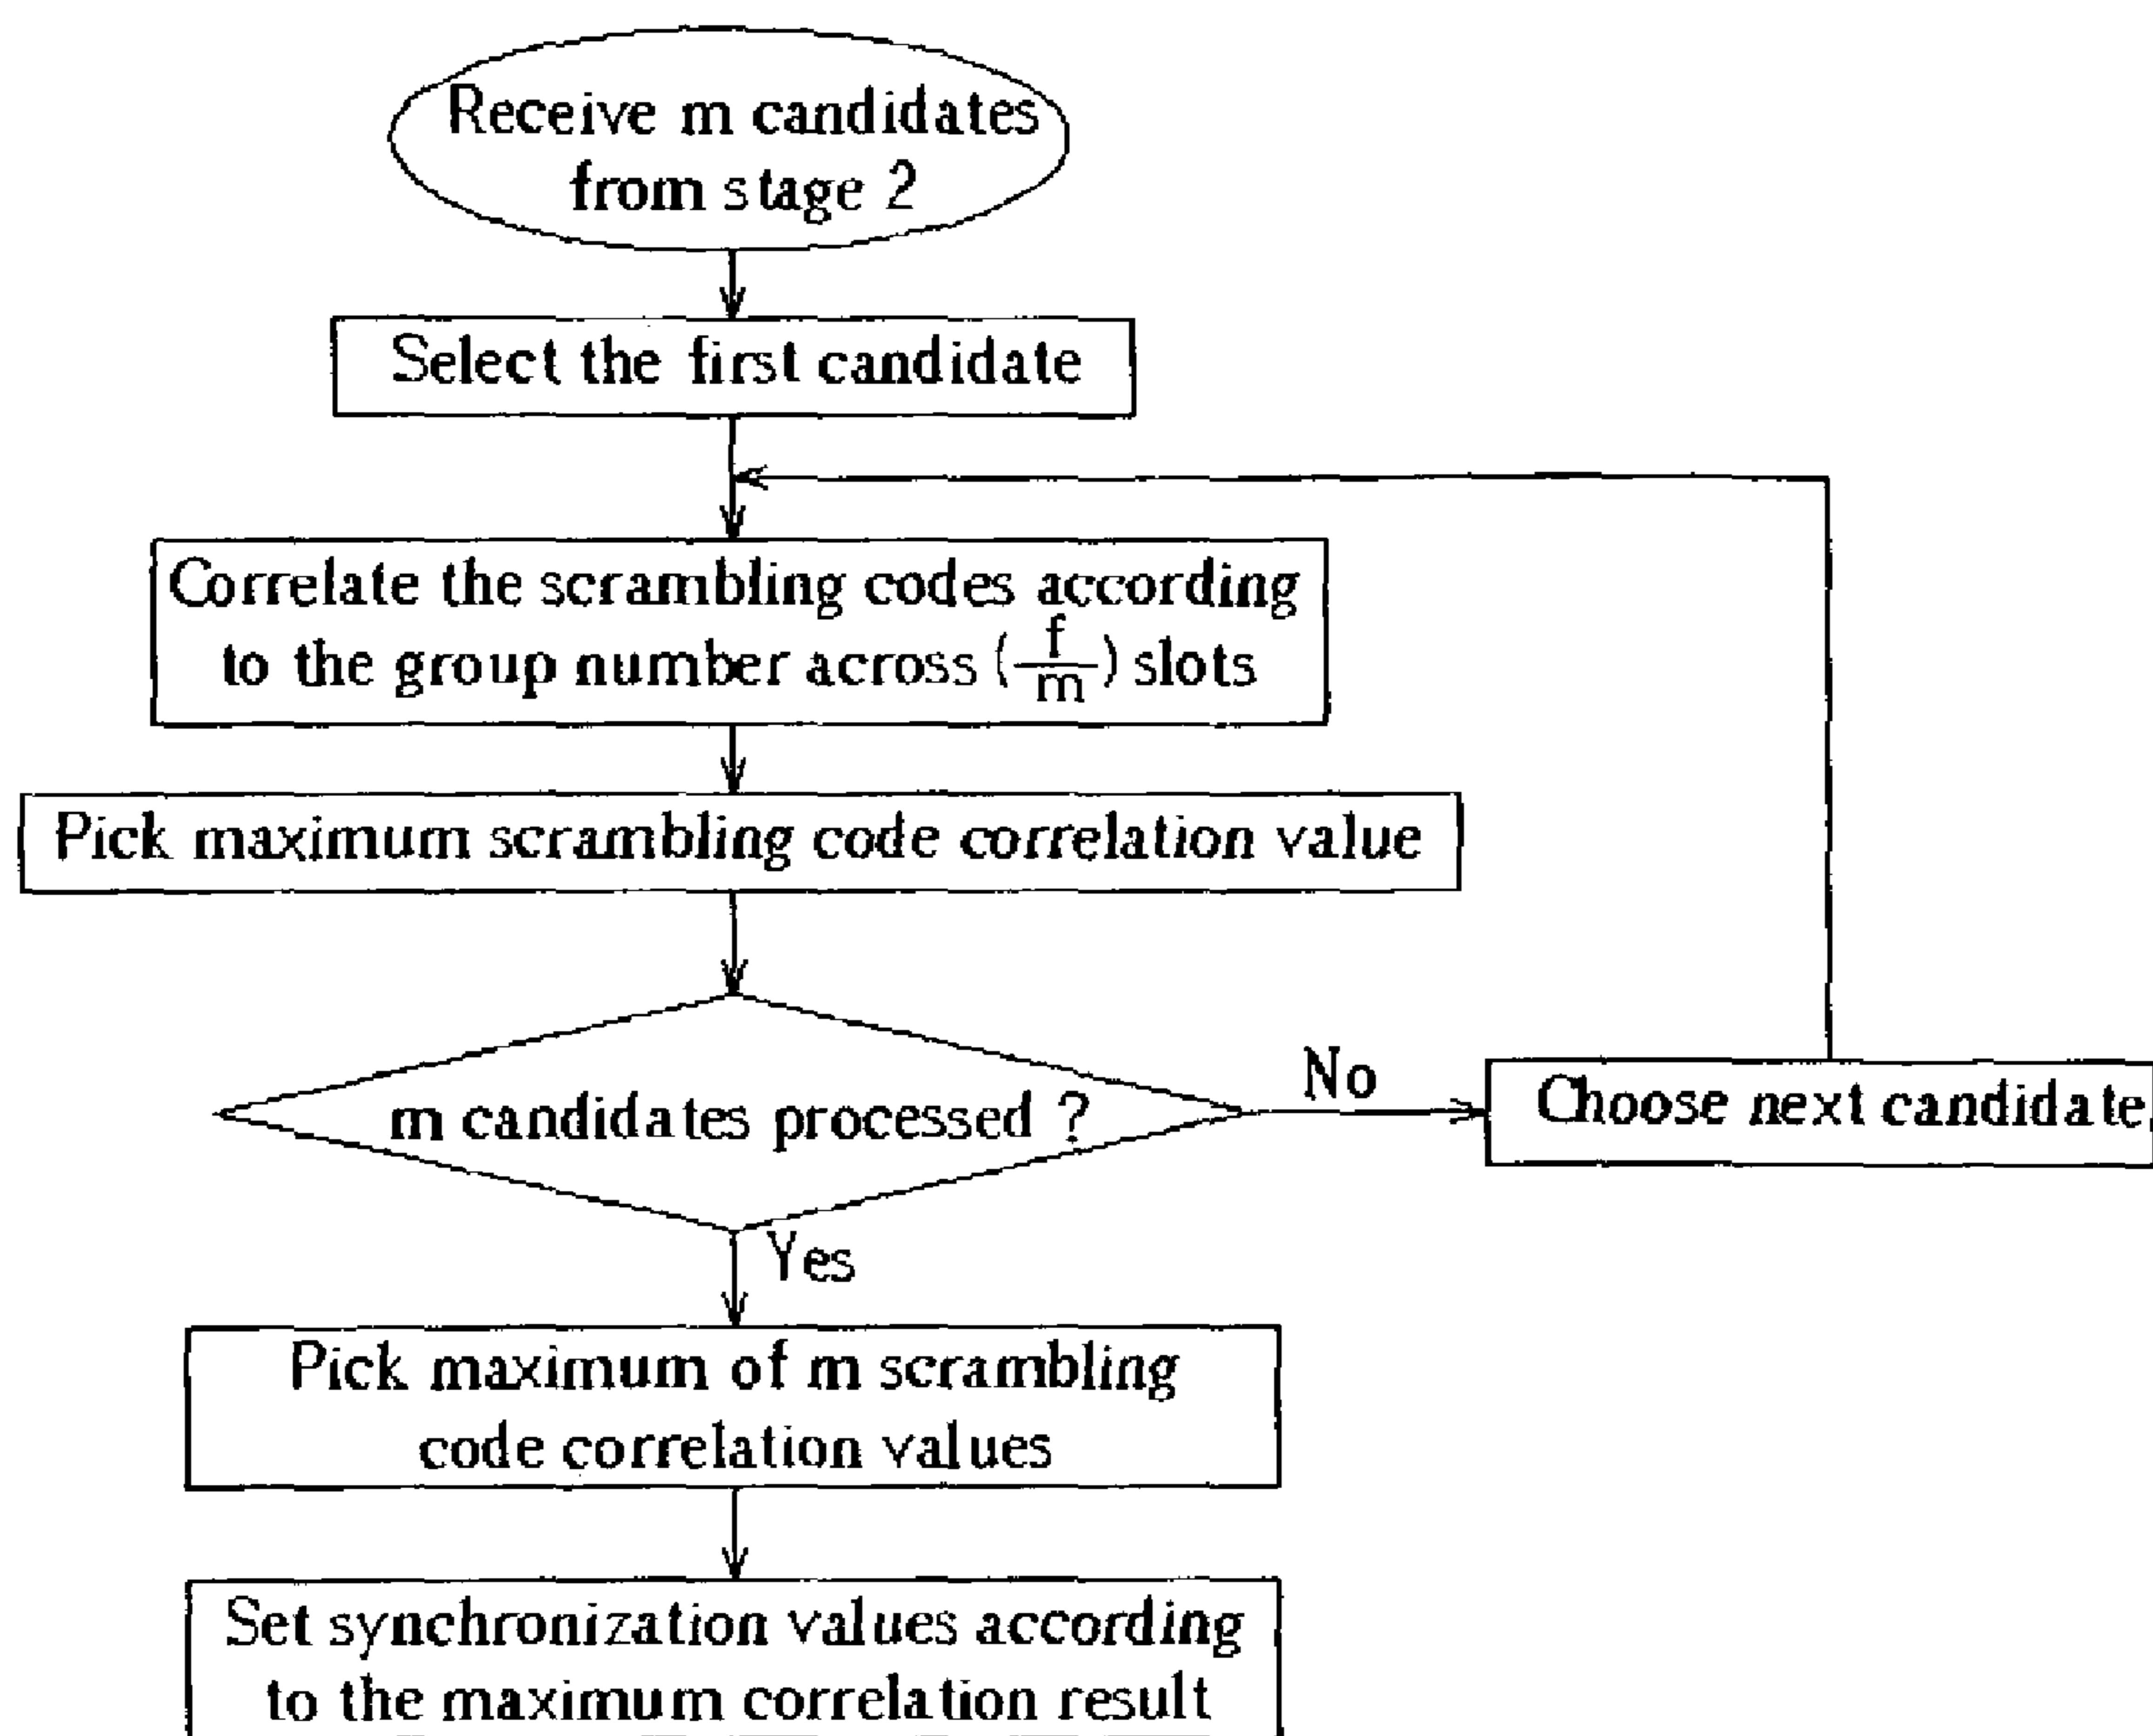 Receive m candidates
from stage 2
Select the first candidate
Correlate the scrambling codes according
to the group number across (f/m) slots
Pick maximum scrambling code correlation value
m candidates processed ?
No
Choose next candidate
Yes
Pick maximum of m scrambling
code correlation values
Set synchronization values according
to the maximum correlation result